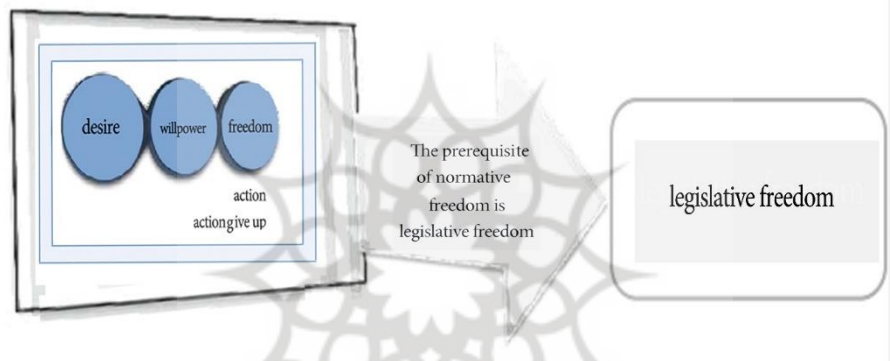 desire
willpower
freedom
action
actiongive up
The prerequisite
of normative
freedom is
legislative freedom
legislative freedom